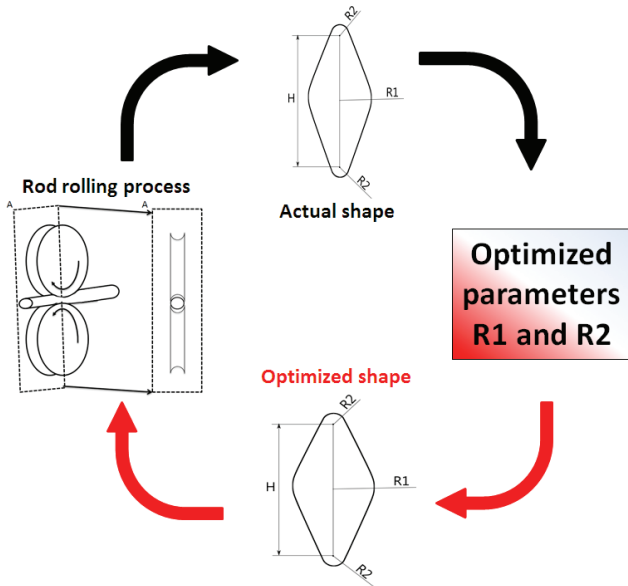 R2
H
R1
R2
Actual shape
Rod rolling process
A
A
Optimized
parameters
R1 and R2
Optimized shape
R2
H
R1
R2